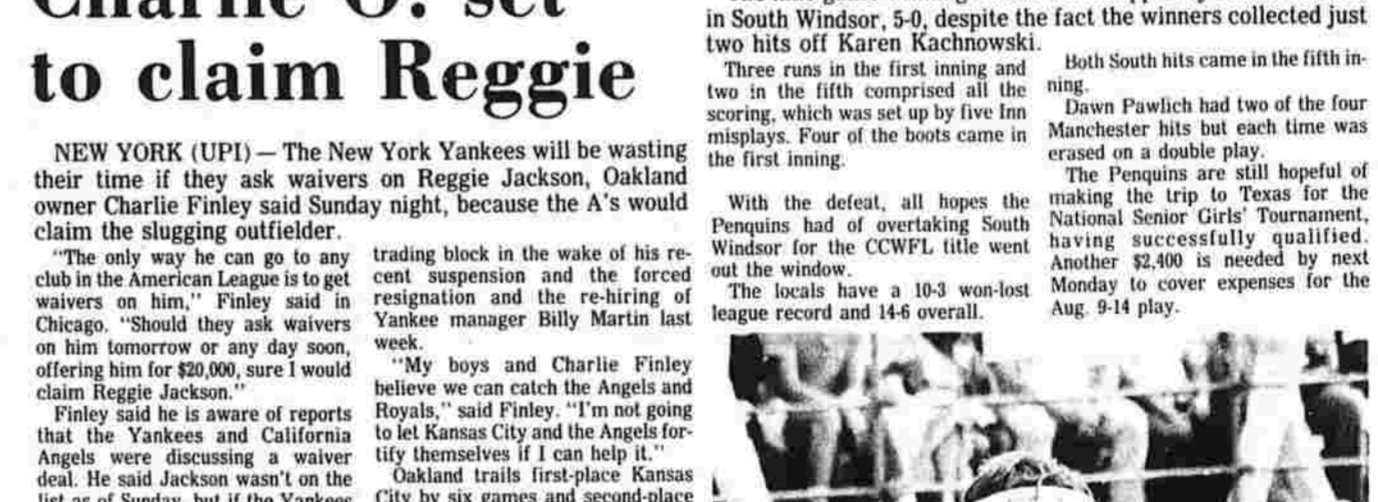 Charlie O. set
to claim Reggie
NEW YORK (UPI) — The New York Yankees will be wasting
their time if they ask waivers on Reggie Jackson, Oakland
owner Charlie Finley said Sunday night, because the A's would
claim the slugging outfielder.
"The only way he can go to any
club in the American League is to get
waivers on him," Finley said in
Chicago. "Should they ask waivers
on him tomorrow or any day soon,
offering him for $20,000, sure I would
claim Reggie Jackson."
Finley said he is aware of reports
that the Yankees and California
Angels were discussing a waiver
deal. He said Jackson wasn't on the
list as of Sunday, but if the Yankees
trading block in the wake of his re-
cent suspension and the forced
resignation and the re-hiring of
Yankee manager Billy Martin last
week.
"My boys and Charlie Finley
believe we can catch the Angels and
Royals," said Finley. "I'm not going
to let Kansas City and the Angels for-
tify themselves if I can help it."
Oakland trails first-place Kansas
City by six games and second-place
in South Windsor, 5-0, despite the fact the winners collected just
two hits off Karen Kachnowski.
Three runs in the first inning and
two in the fifth comprised all the
scoring, which was set up by five Inn
misplays. Four of the boots came in
the first inning.
With the defeat, all hopes the
Penquins had of overtaking South
Windsor for the CCWFL title went
out the window.
The locals have a 10-3 won-lost
league record and 14-6 overall.
Both South hits came in the fifth in-
ning.
Dawn Pawlich had two of the four
Manchester hits but each time was
erased on a double play.
The Penquins are still hopeful of
making the trip to Texas for the
National Senior Girls' Tournament,
having successfully qualified.
Another $2,400 is needed by next
Monday to cover expenses for the
Aug. 9-14 play.